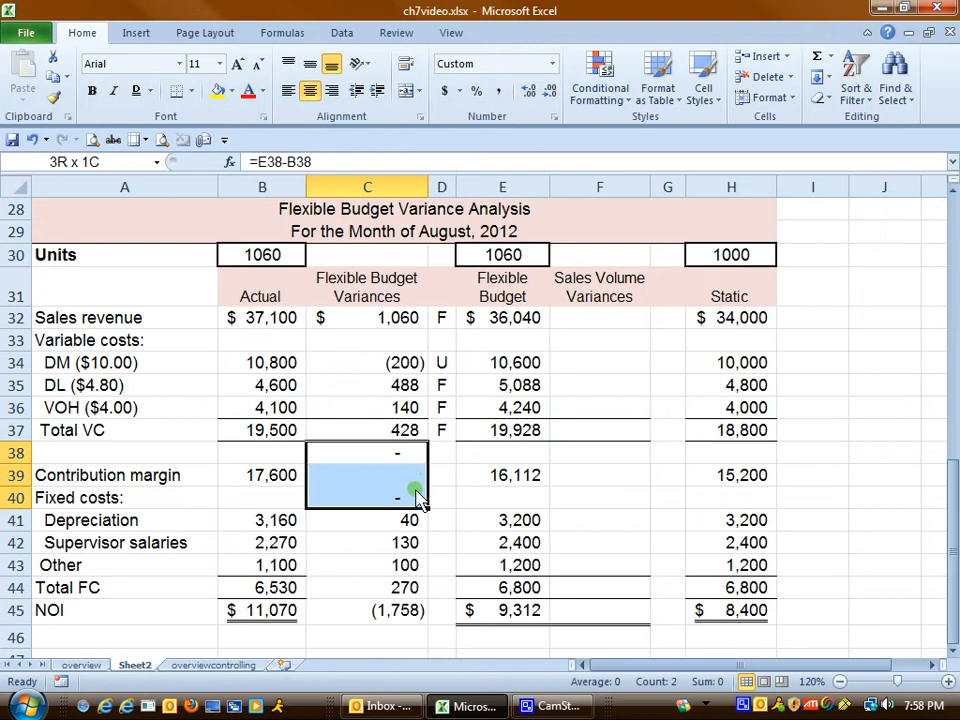 ch7video.xlsx - Microsoft Excel
File Home Insert Page Layout Formulas Data Review View
Paste
Arial 11
B I D
A
Custom
$ % ,
Conditional Formatting
Format as Table
Cell Styles
Insert
Delete
Format
Σ
Sort & Filter
Find & Select
Clipboard Font Alignment Number Styles Cells Editing
3R x 1C fx =E38-B38
A B C D E F G H I J
28 Flexible Budget Variance Analysis
29 For the Month of August, 2012
30 Units 1060 1060 1000
31 Actual Flexible Budget Variances Flexible Budget Sales Volume Variances Static
32 Sales revenue $ 37,100 $ 1,060 F $ 36,040 $ 34,000
33 Variable costs:
34 DM ($10.00) 10,800 (200) U 10,600 10,000
35 DL ($4.80) 4,600 488 F 5,088 4,800
36 VOH ($4.00) 4,100 140 F 4,240 4,000
37 Total VC 19,500 428 F 19,928 18,800
38 -
39 Contribution margin 17,600 16,112 15,200
40 Fixed costs: -
41 Depreciation 3,160 40 3,200 3,200
42 Supervisor salaries 2,270 130 2,400 2,400
43 Other 1,100 100 1,200 1,200
44 Total FC 6,530 270 6,800 6,800
45 NOI $ 11,070 (1,758) $ 9,312 $ 8,400
46
overview Sheet2 overviewcontrolling
Ready Average: 0 Count: 2 Sum: 0 120%
Inbox -... Micros... CamSt... 7:58 PM